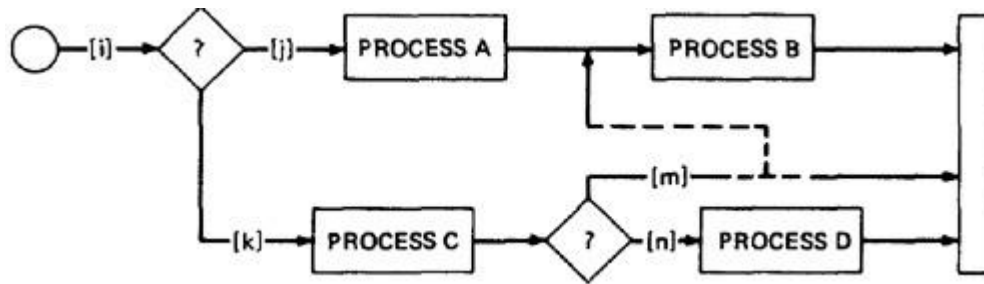 [i]
?
[j]
PROCESS A
PROCESS B
[m]
[k]
PROCESS C
?
[n]
PROCESS D